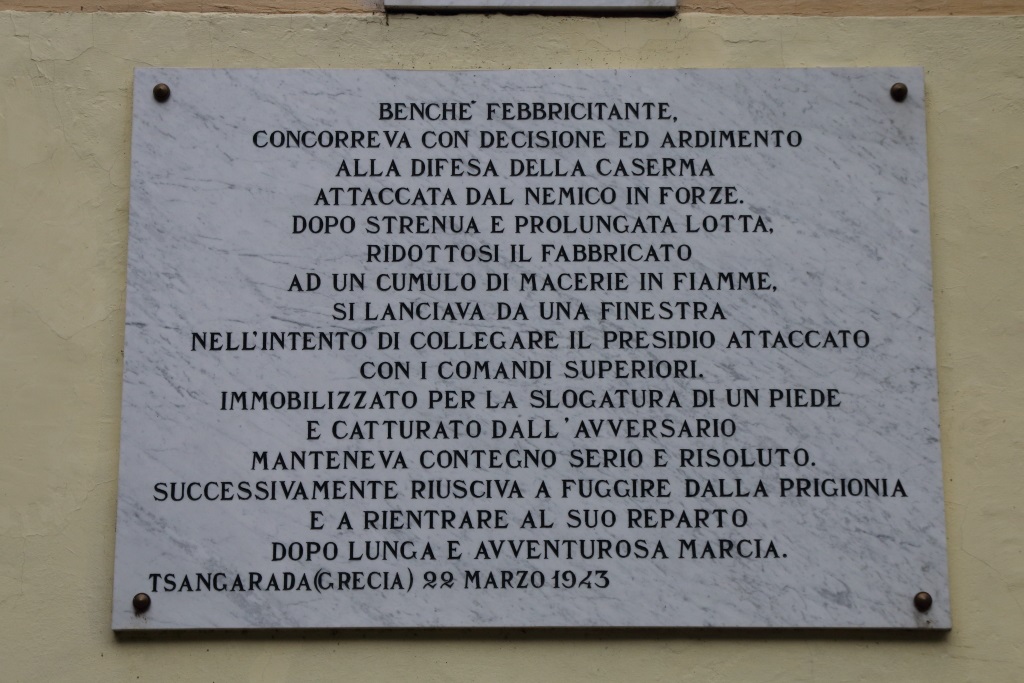 BENCHE' FEBBRICITANTE,
CONCORREVA CON DECISIONE ED ARDIMENTO
ALLA DIFESA DELLA CASERMA
ATTACCATA DAL NEMICO IN FORZE.
DOPO STRENUA E PROLUNGATA LOTTA,
RIDOTTOSI IL FABBRICATO
AD UN CUMULO DI MACERIE IN FIAMME,
SI LANCIAVA DA UNA FINESTRA
NELL'INTENTO DI COLLEGARE IL PRESIDIO ATTACCATO
CON I COMANDI SUPERIORI.
IMMOBILIZZATO PER LA SLOGATURA DI UN PIEDE
E CATTURATO DALL'AVVERSARIO
MANTENEVA CONTEGNO SERIO E RISOLUTO.
SUCCESSIVAMENTE RIUSCIVA A FUGGIRE DALLA PRIGIONIA
E A RIENTRARE AL SUO REPARTO
DOPO LUNGA E AVVENTUROSA MARCIA.
TSANGARADA(GRECIA) 22 MARZO 1943